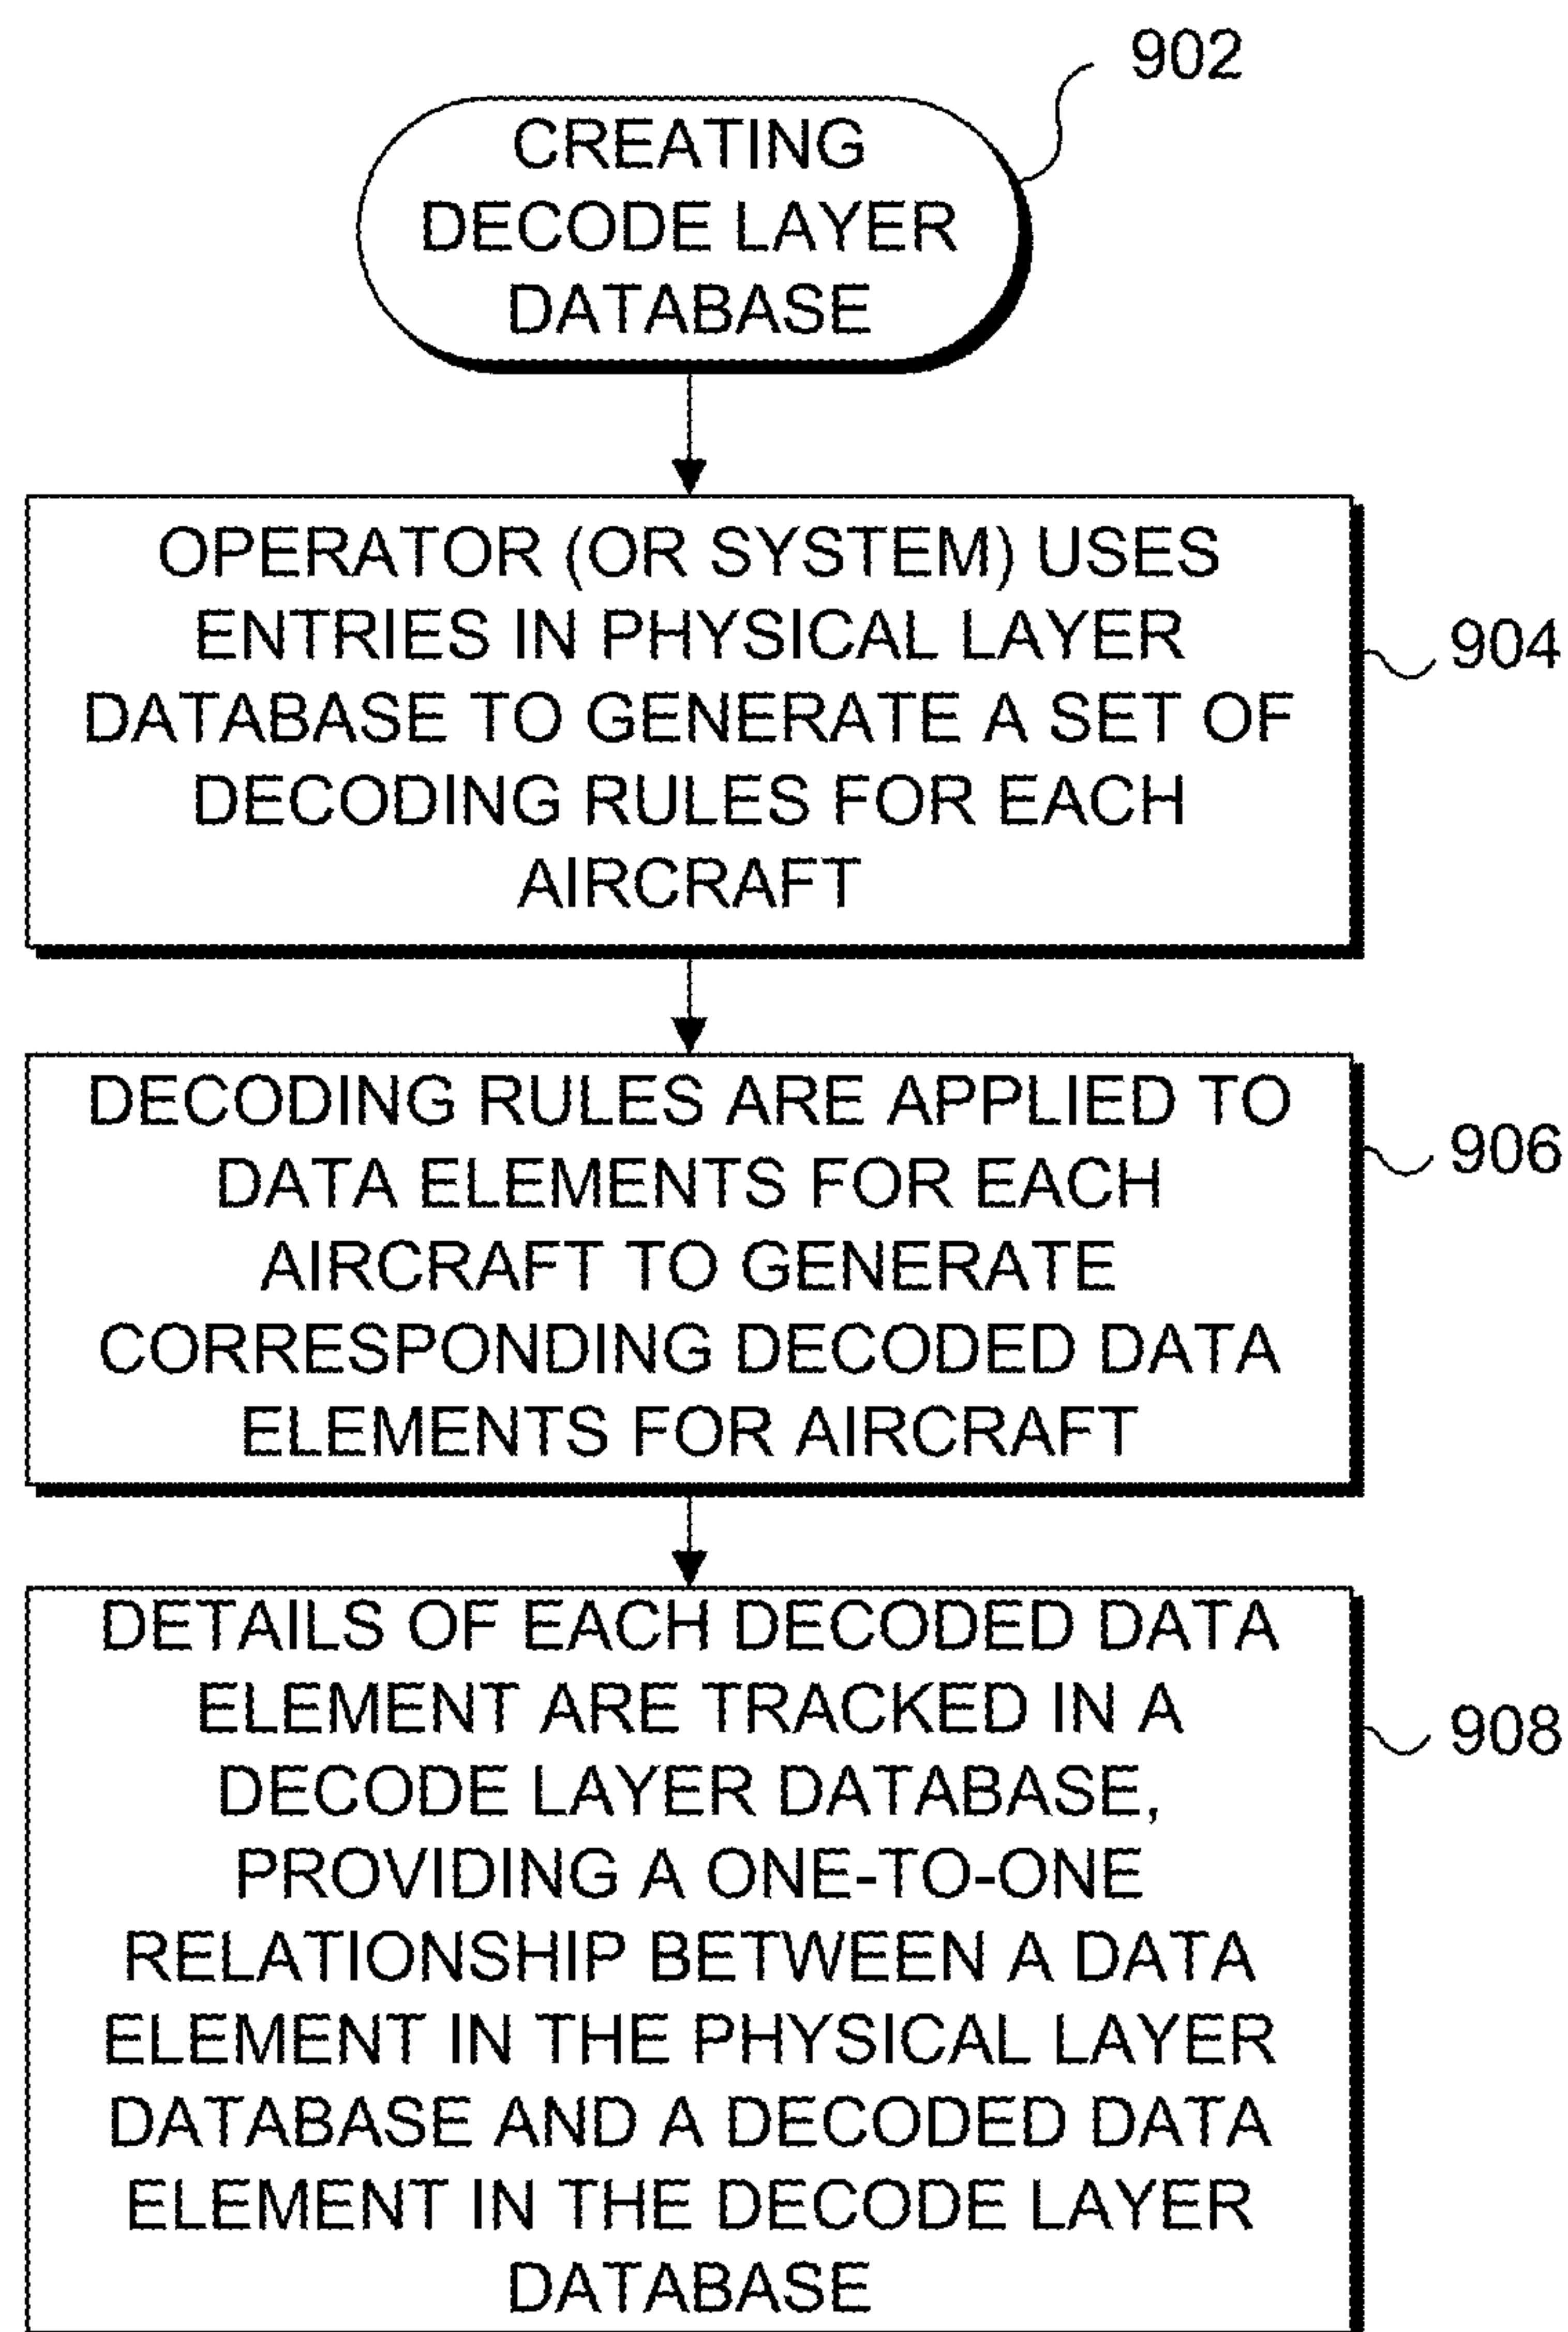 902
CREATING
DECODE LAYER
DATABASE
OPERATOR (OR SYSTEM) USES
ENTRIES IN PHYSICAL LAYER
DATABASE TO GENERATE A SET OF
DECODING RULES FOR EACH
AIRCRAFT
904
DECODING RULES ARE APPLIED TO
DATA ELEMENTS FOR EACH
AIRCRAFT TO GENERATE
CORRESPONDING DECODED DATA
ELEMENTS FOR AIRCRAFT
906
DETAILS OF EACH DECODED DATA
ELEMENT ARE TRACKED IN A
DECODE LAYER DATABASE,
PROVIDING A ONE-TO-ONE
RELATIONSHIP BETWEEN A DATA
ELEMENT IN THE PHYSICAL LAYER
DATABASE AND A DECODED DATA
ELEMENT IN THE DECODE LAYER
DATABASE
908